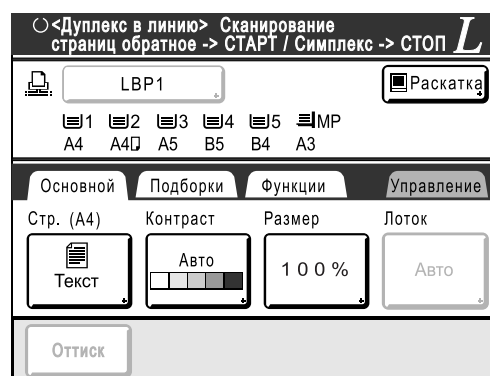 <Дуплекс в линию> Сканирование
страниц обратное -> СТАРТ / Симплекс -> СТОП L
LBP1 Раскатка
1 2 3 4 5 MP
A4 A4 A5 B5 B4 A3
Основной Подборки Функции Управление
Стр. (A4) Контраст Размер Лоток
Текст Авто 100% Авто
Оттиск